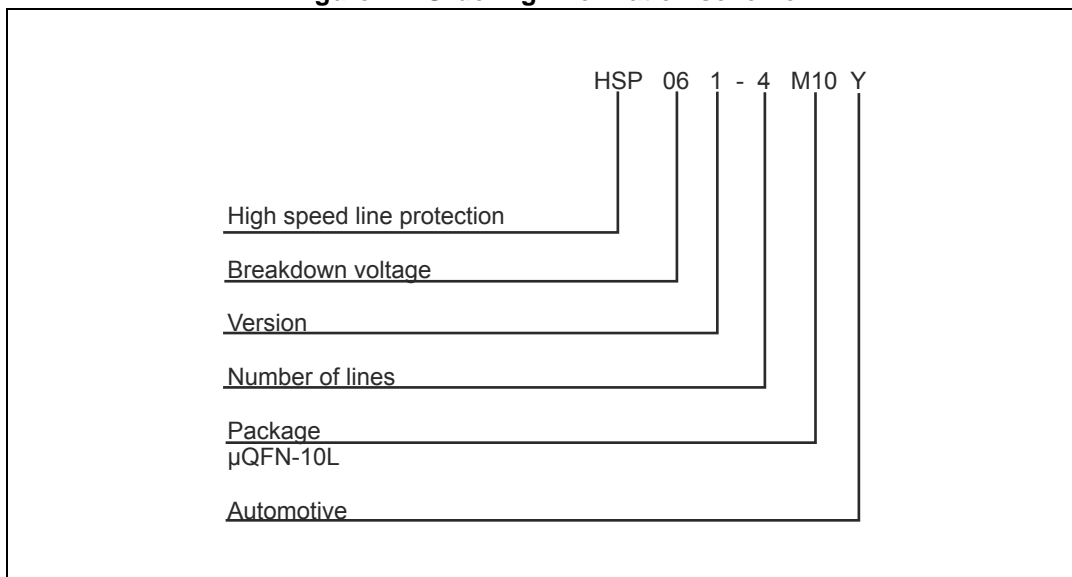 HSP 06 1 - 4 M10 Y
High speed line protection
Breakdown voltage
Version
Number of lines
Package
µQFN-10L
Automotive